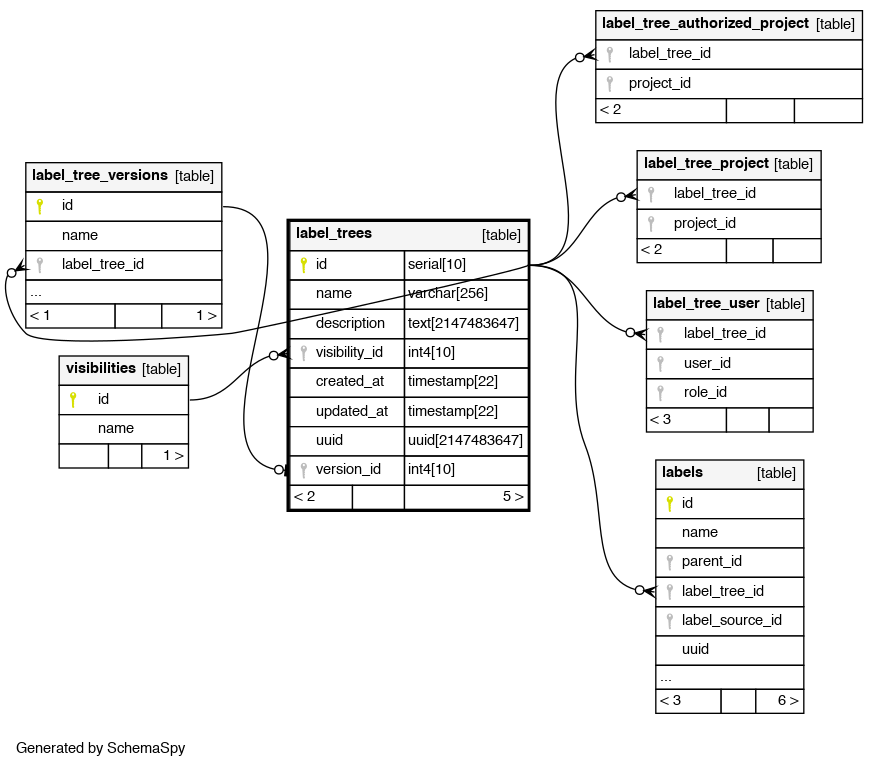 label_tree_authorized_project [table]
label_tree_id
project_id
< 2
label_tree_project [table]
label_tree_id
project_id
< 2
label_tree_versions [table]
id
name
label_tree_id
...
< 1 1 >
label_trees [table]
id serial[10]
name varchar[256]
description text[2147483647]
visibility_id int4[10]
created_at timestamp[22]
updated_at timestamp[22]
uuid uuid[2147483647]
version_id int4[10]
< 2 5 >
label_tree_user [table]
label_tree_id
user_id
role_id
< 3
visibilities [table]
id
name
1 >
labels [table]
id
name
parent_id
label_tree_id
label_source_id
uuid
...
< 3 6 >
Generated by SchemaSpy